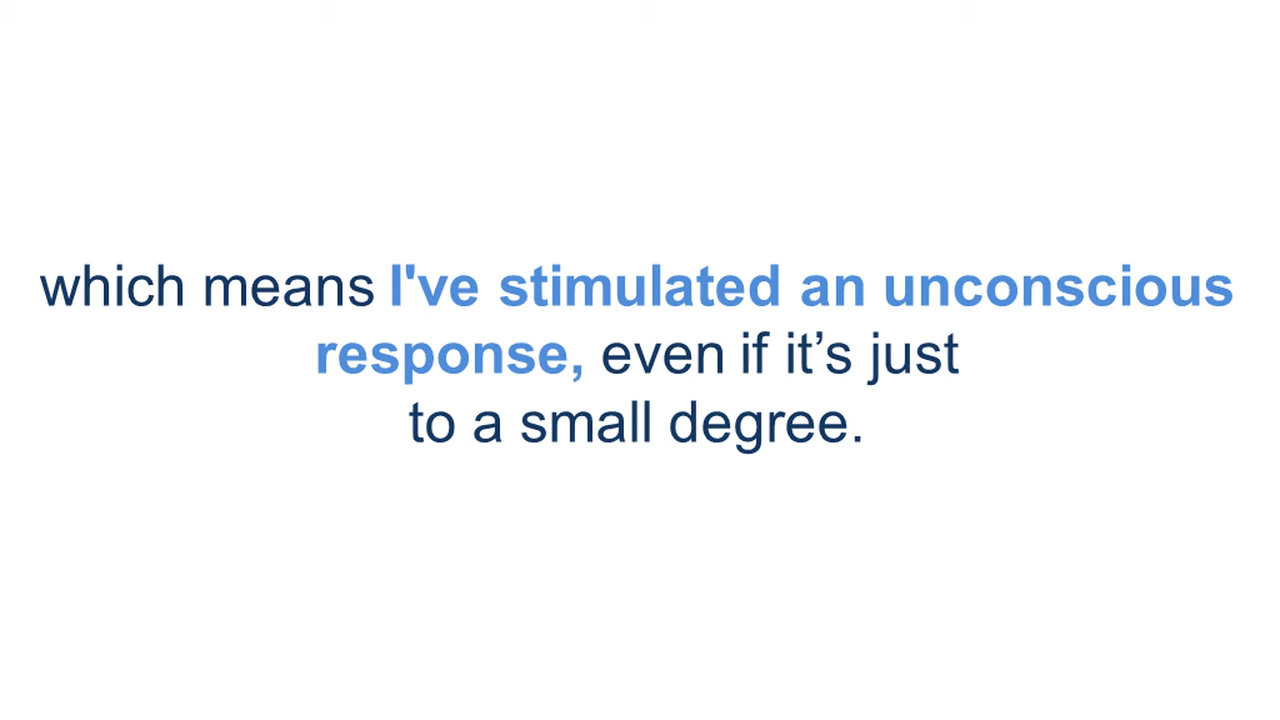 which means I've stimulated an unconscious
response, even if it’s just
to a small degree.